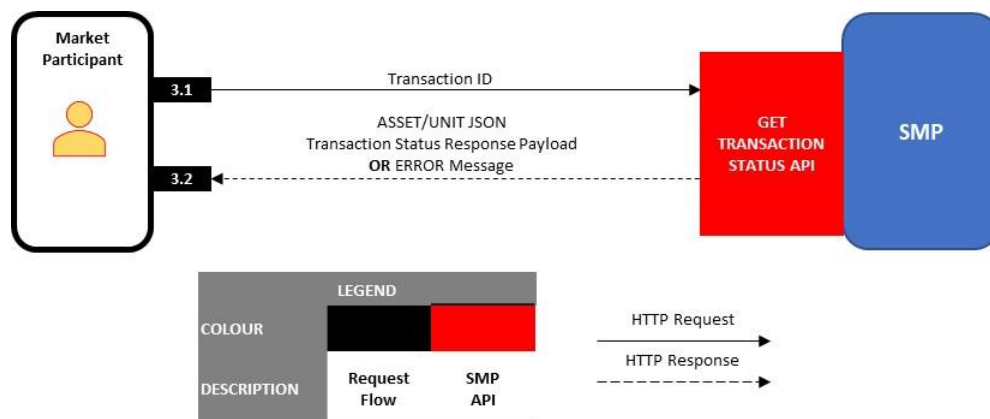 Market
Participant
3.1
Transaction ID
ASSET/UNIT JSON
Transaction Status Response Payload
OR ERROR Message
3.2
GET
TRANSACTION
STATUS API
SMP
LEGEND
COLOUR
DESCRIPTION
Request
Flow
SMP
API
HTTP Request
HTTP Response